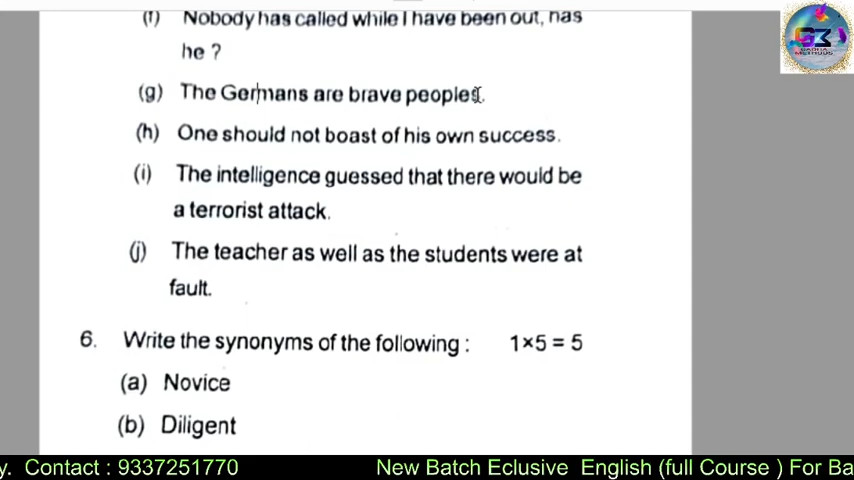 (f) Nobody has called while I have been out, has
he ?
(g) The Germans are brave peoples.
(h) One should not boast of his own success.
(i) The intelligence guessed that there would be
a terrorist attack.
(j) The teacher as well as the students were at
fault.
6. Write the synonyms of the following : 1×5 = 5
(a) Novice
(b) Diligent
y. Contact : 9337251770 New Batch Eclusive English (full Course ) For Ba